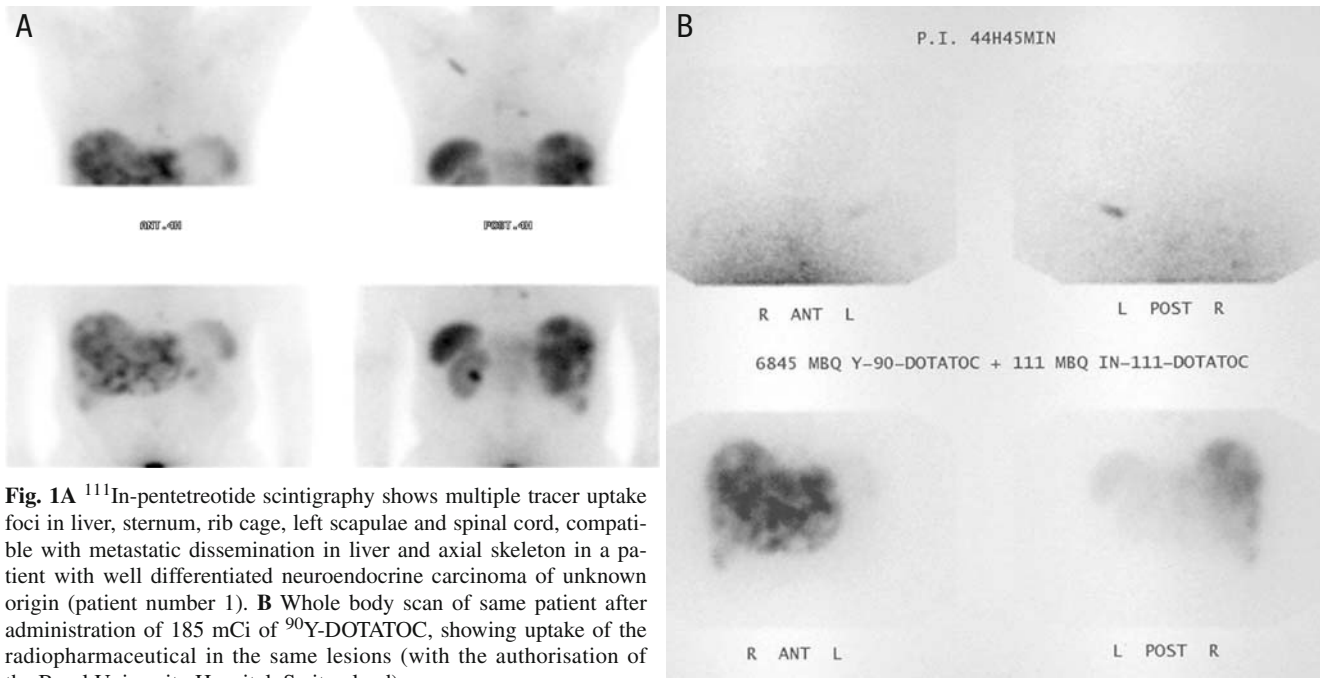 A
ANT.4H
POST.4H
Fig. 1A ¹¹¹In-pentetreotide scintigraphy shows multiple tracer uptake
foci in liver, sternum, rib cage, left scapulae and spinal cord, compati-
ble with metastatic dissemination in liver and axial skeleton in a pa-
tient with well differentiated neuroendocrine carcinoma of unknown
origin (patient number 1). B Whole body scan of same patient after
administration of 185 mCi of ⁹⁰Y-DOTATOC, showing uptake of the
radiopharmaceutical in the same lesions (with the authorisation of
B
P.I. 44H45MIN
R ANT L
L POST R
6845 MBQ Y-90-DOTATOC + 111 MBQ IN-111-DOTATOC
R ANT L
L POST R